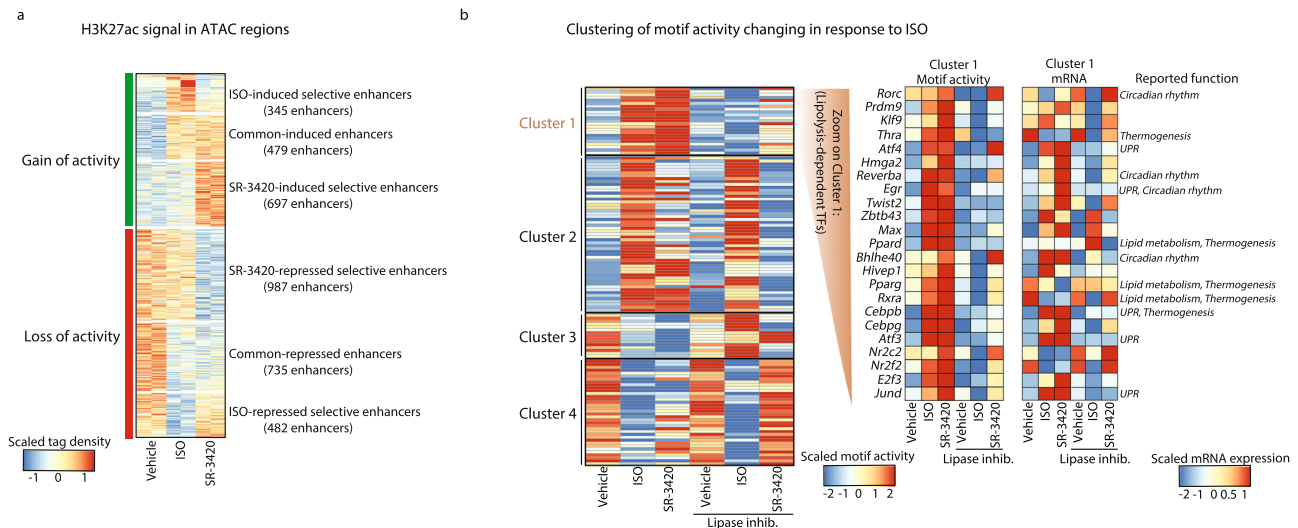 a
H3K27ac signal in ATAC regions
Gain of activity
Loss of activity
ISO-induced selective enhancers
(345 enhancers)
Common-induced enhancers
(479 enhancers)
SR-3420-induced selective enhancers
(697 enhancers)
SR-3420-repressed selective enhancers
(987 enhancers)
Common-repressed enhancers
(735 enhancers)
ISO-repressed selective enhancers
(482 enhancers)
Scaled tag density
-1 0 1
Vehicle
ISO
SR-3420
b
Clustering of motif activity changing in response to ISO
Cluster 1
Cluster 2
Cluster 3
Cluster 4
Vehicle
ISO
SR-3420
Vehicle
ISO
SR-3420
Lipase inhib.
Zoom on Cluster 1:
(Lipolysis-dependent TFs)
Scaled motif activity
-2 -1 0 1 2
Cluster 1
Motif activity
Cluster 1
mRNA
Reported function
Rorc Circadian rhythm
Prdm9
Klf9
Thra Thermogenesis
Atf4 UPR
Hmga2
Reverba Circadian rhythm
Egr UPR, Circadian rhythm
Twist2
Zbtb43
Max
Ppard Lipid metabolism, Thermogenesis
Bhlhe40 Circadian rhythm
Hivep1
Pparg Lipid metabolism, Thermogenesis
Rxra Lipid metabolism, Thermogenesis
Cebpb UPR, Thermogenesis
Cebpg
Atf3 UPR
Nr2c2
Nr2f2
E2f3
Jund UPR
Vehicle
ISO
SR-3420
Vehicle
ISO
SR-3420
Lipase inhib.
Vehicle
ISO
SR-3420
Vehicle
ISO
SR-3420
Lipase inhib.
Scaled mRNA expression
-2 -1 0 0.5 1